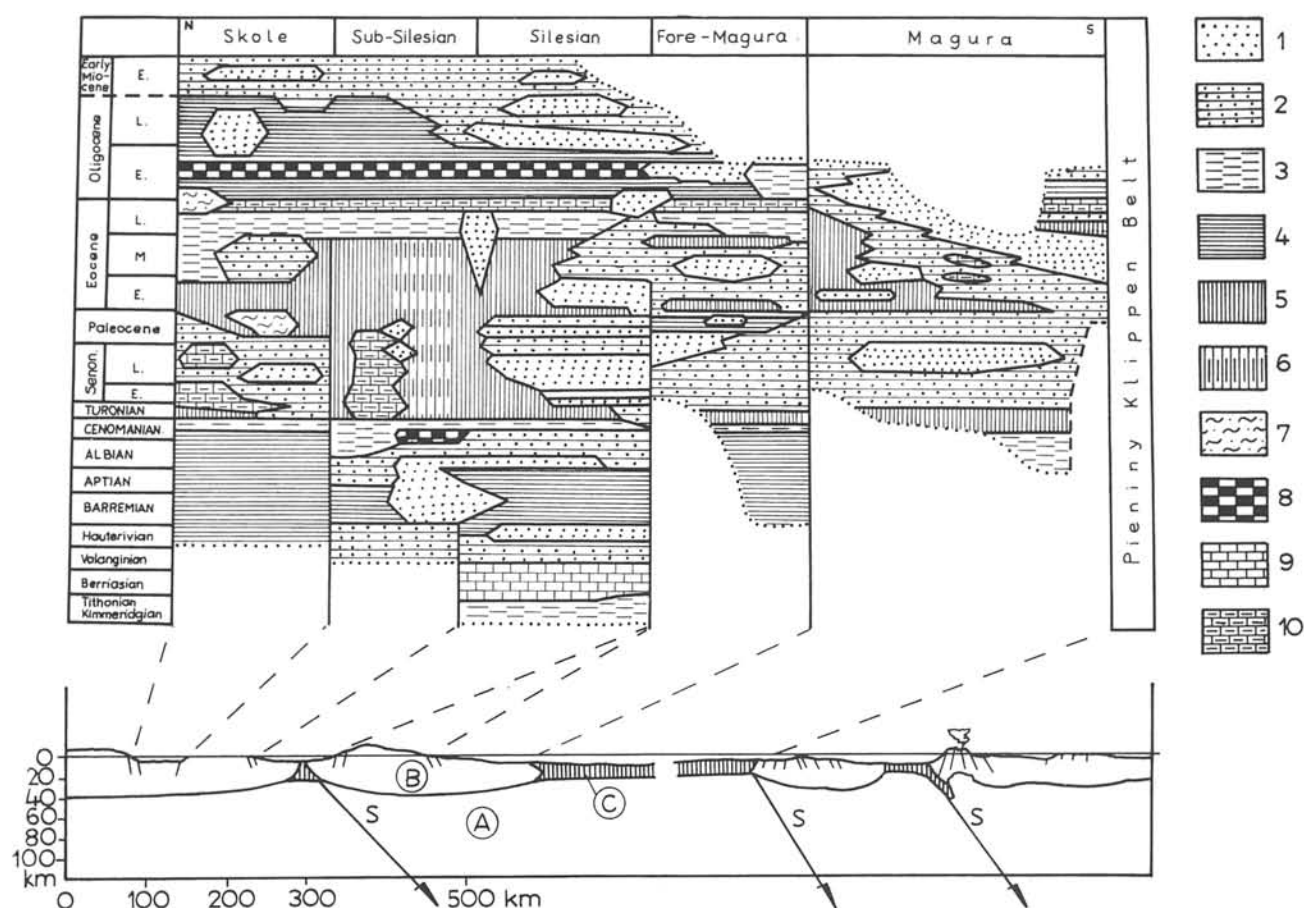 N
Skole
Sub-Silesian
Silesian
Fore-Magura
Magura
S
Early Mio-cene
E.
Oligocene
L.
E.
Eocene
L.
M
E.
Paleocene
Senon.
L.
E.
TURONIAN
CENOMANIAN
ALBIAN
APTIAN
BARREMIAN
Hauterivian
Valanginian
Berriasian
Tithonian
Kimmeridgian
Pieniny Klippen Belt
1
2
3
4
5
6
7
8
9
10
0
20
40
60
80
100
km
B
C
A
S
S
S
0
100
200
300
500 km